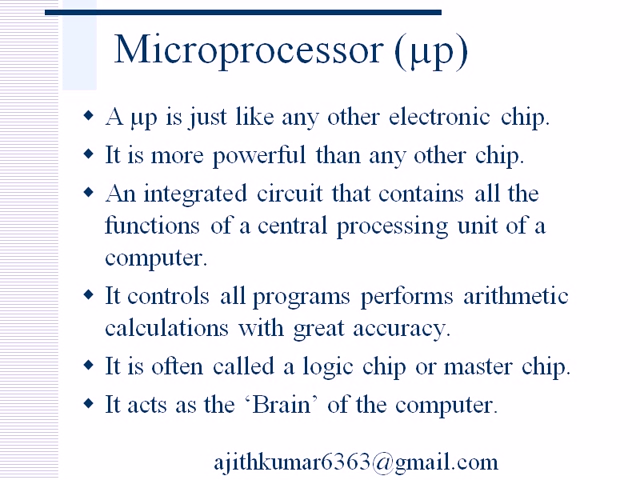 Microprocessor (µp)
A µp is just like any other electronic chip.
It is more powerful than any other chip.
An integrated circuit that contains all the
functions of a central processing unit of a
computer.
It controls all programs performs arithmetic
calculations with great accuracy.
It is often called a logic chip or master chip.
It acts as the ‘Brain’ of the computer.
ajithkumar6363@gmail.com